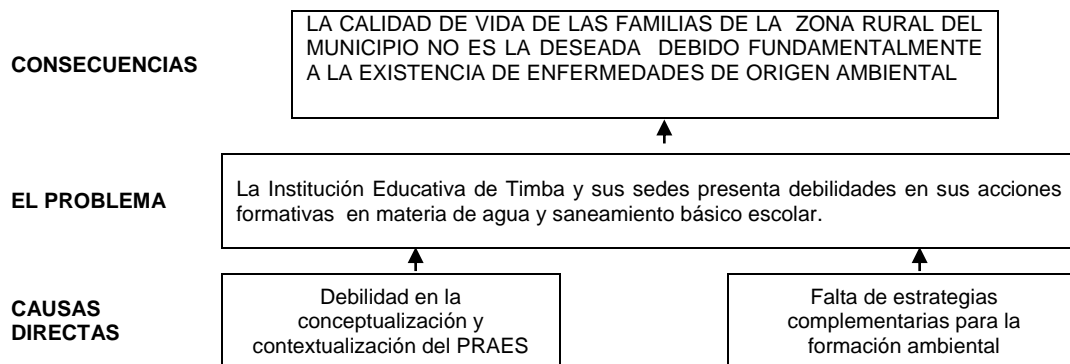 CONSECUENCIAS
LA CALIDAD DE VIDA DE LAS FAMILIAS DE LA ZONA RURAL DEL
MUNICIPIO NO ES LA DESEADA DEBIDO FUNDAMENTALMENTE
A LA EXISTENCIA DE ENFERMEDADES DE ORIGEN AMBIENTAL
EL PROBLEMA
La Institución Educativa de Timba y sus sedes presenta debilidades en sus acciones
formativas en materia de agua y saneamiento básico escolar.
CAUSAS
DIRECTAS
Debilidad en la
conceptualización y
contextualización del PRAES
Falta de estrategias
complementarias para la
formación ambiental